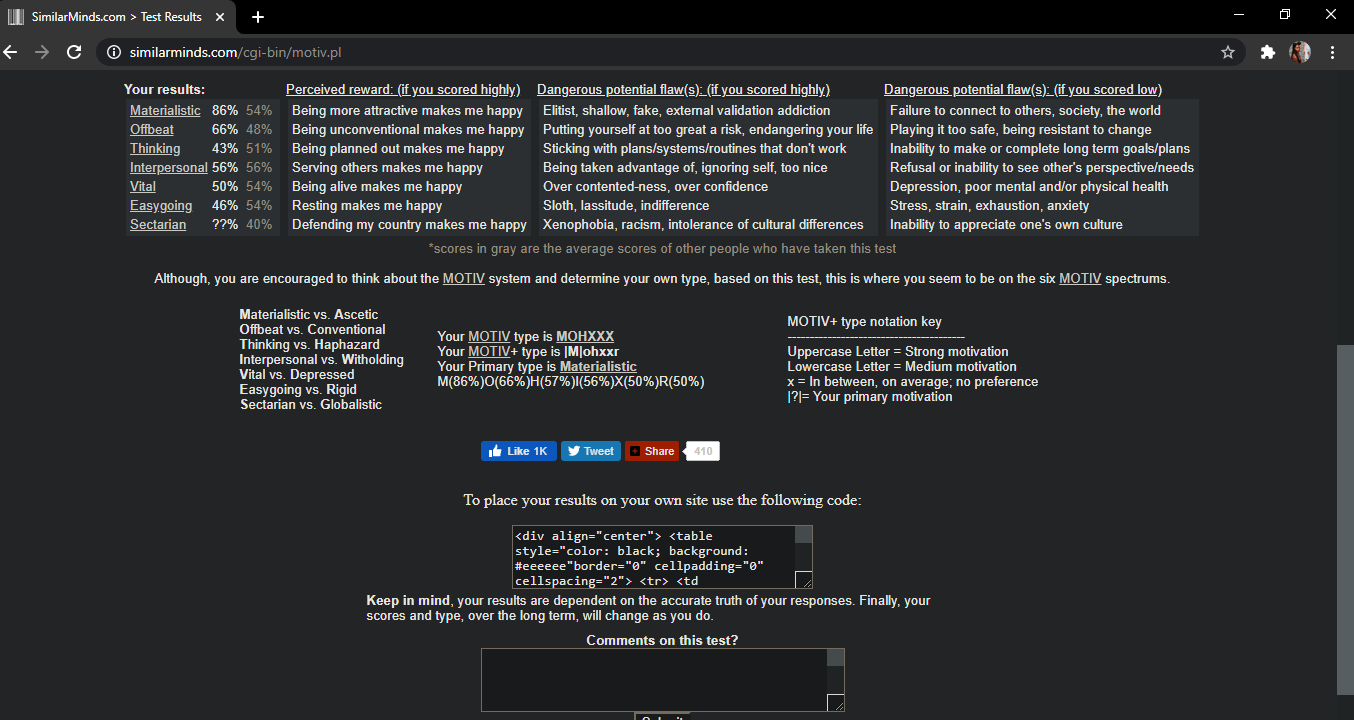 SimilarMinds.com > Test Results
similarminds.com/cgi-bin/motiv.pl
Your results: Perceived reward: (if you scored highly) Dangerous potential flaw(s): (if you scored highly) Dangerous potential flaw(s): (if you scored low)
Materialistic 86% 54% Being more attractive makes me happy Elitist, shallow, fake, external validation addiction Failure to connect to others, society, the world
Offbeat 66% 48% Being unconventional makes me happy Putting yourself at too great a risk, endangering your life Playing it too safe, being resistant to change
Thinking 43% 51% Being planned out makes me happy Sticking with plans/systems/routines that don't work Inability to make or complete long term goals/plans
Interpersonal 56% 56% Serving others makes me happy Being taken advantage of, ignoring self, too nice Refusal or inability to see other's perspective/needs
Vital 50% 54% Being alive makes me happy Over contented-ness, over confidence Depression, poor mental and/or physical health
Easygoing 46% 54% Resting makes me happy Sloth, lassitude, indifference Stress, strain, exhaustion, anxiety
Sectarian ??% 40% Defending my country makes me happy Xenophobia, racism, intolerance of cultural differences Inability to appreciate one's own culture
*scores in gray are the average scores of other people who have taken this test
Although, you are encouraged to think about the MOTIV system and determine your own type, based on this test, this is where you seem to be on the six MOTIV spectrums.
Materialistic vs. Ascetic
Offbeat vs. Conventional
Thinking vs. Haphazard
Interpersonal vs. Witholding
Vital vs. Depressed
Easygoing vs. Rigid
Sectarian vs. Globalistic
Your MOTIV type is MOHXXX
Your MOTIV+ type is |M|ohxxr
Your Primary type is Materialistic
M(86%)O(66%)H(57%)I(56%)X(50%)R(50%)
MOTIV+ type notation key
----------------------------------------
Uppercase Letter = Strong motivation
Lowercase Letter = Medium motivation
x = In between, on average; no preference
|?|= Your primary motivation
Like 1K Tweet Share 410
To place your results on your own site use the following code:
<div align="center"> <table
style="color: black; background:
#eeeeee"border="0" cellpadding="0"
cellspacing="2"> <tr> <td
Keep in mind, your results are dependent on the accurate truth of your responses. Finally, your
scores and type, over the long term, will change as you do.
Comments on this test?
Submit